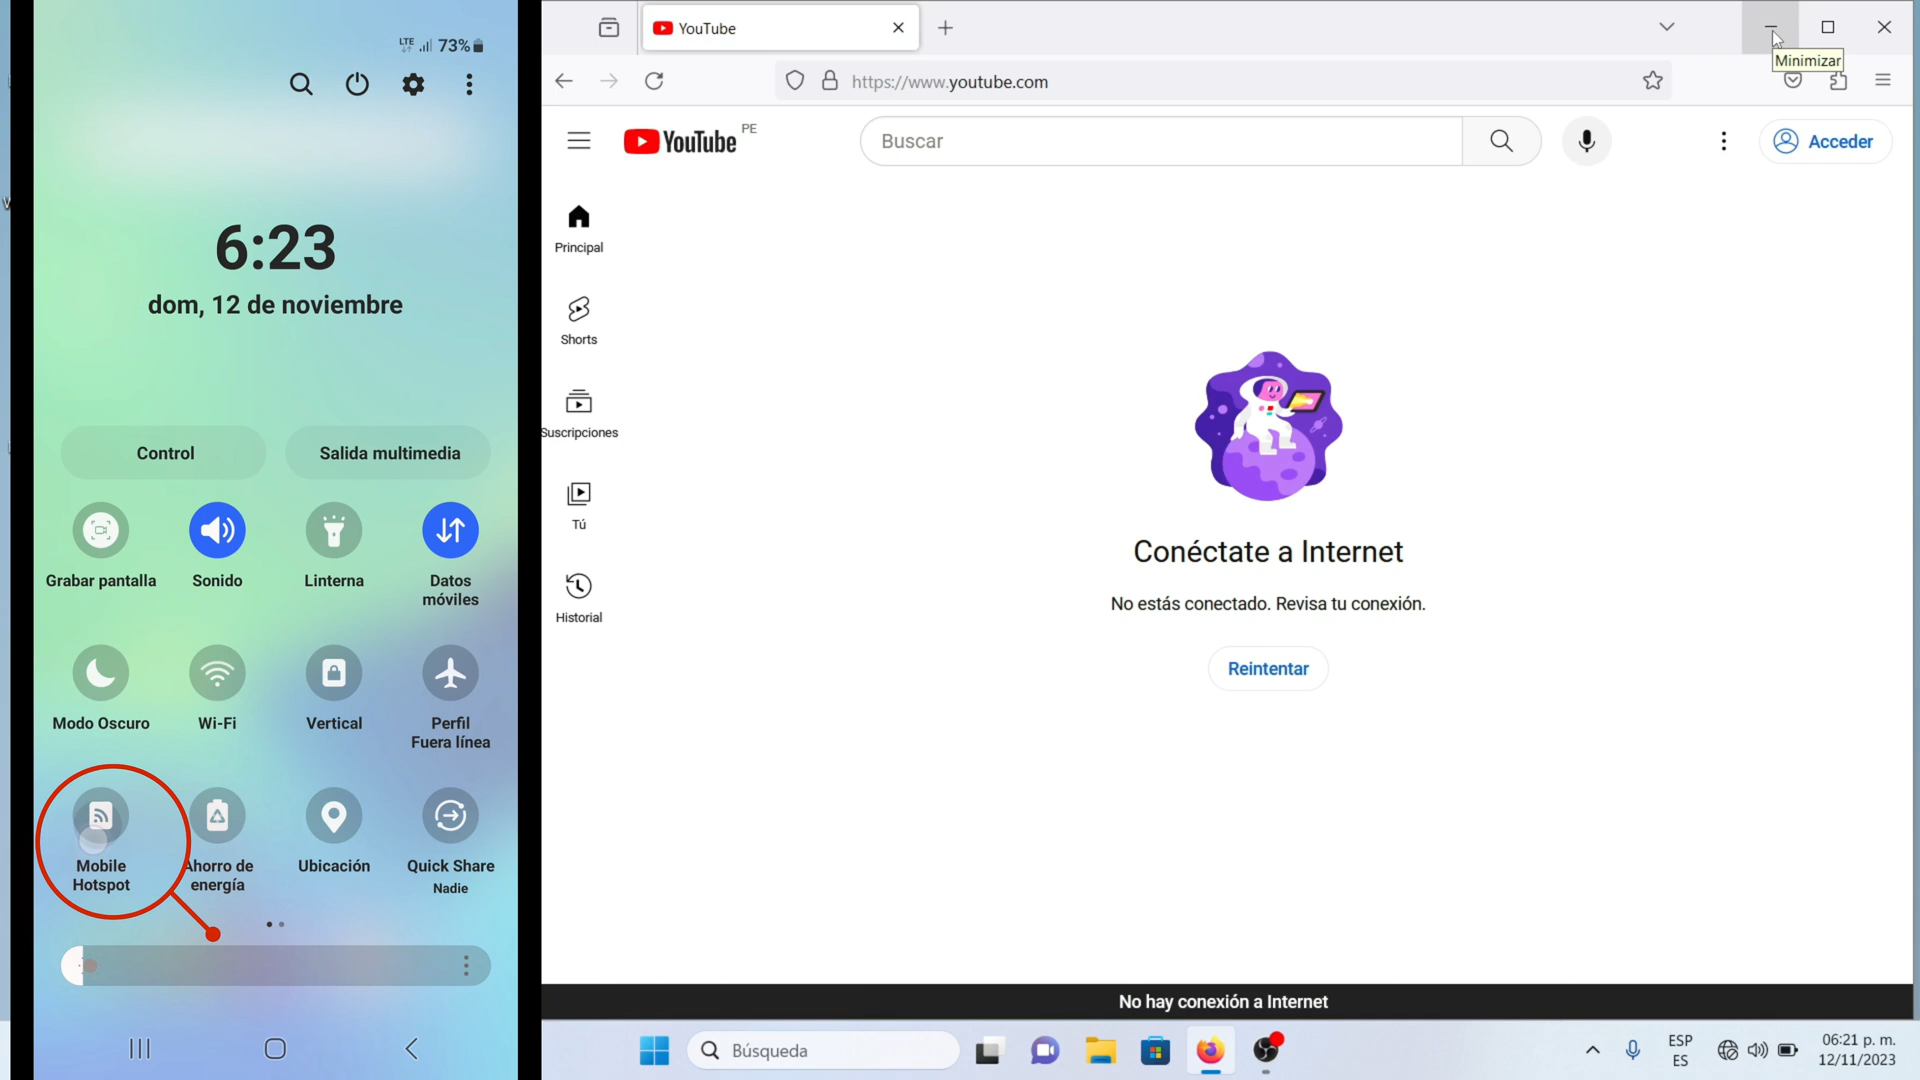 LTE 73%
6:23
dom, 12 de noviembre
Control
Salida multimedia
Grabar pantalla
Sonido
Linterna
Datos
móviles
Modo Oscuro
Wi-Fi
Vertical
Perfil
Fuera línea
Mobile
Hotspot
Ahorro de
energía
Ubicación
Quick Share
Nadie
YouTube
Minimizar
https://www.youtube.com
YouTube PE
Buscar
Acceder
Principal
Shorts
Suscripciones
Tú
Historial
Conéctate a Internet
No estás conectado. Revisa tu conexión.
Reintentar
No hay conexión a Internet
Búsqueda
ESP
ES
06:21 p. m.
12/11/2023